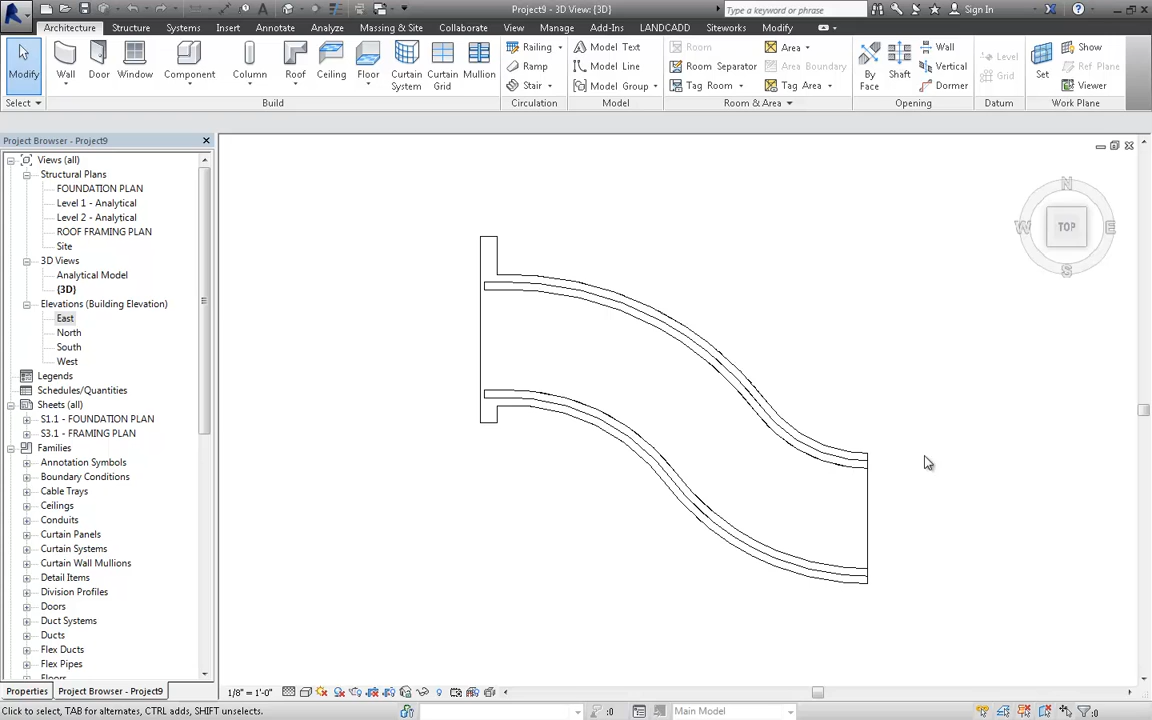 Project9 - 3D View: {3D}
Type a keyword or phrase
Sign In
Architecture
Structure
Systems
Insert
Annotate
Analyze
Massing & Site
Collaborate
View
Manage
Add-Ins
LANDCADD
Site Designer
Modify
Modify
Wall
Door
Window
Component
Column
Roof
Ceiling
Floor
Curtain System
Curtain Grid
Mullion
Railing
Ramp
Stair
Model Text
Model Line
Model Group
Room
Room Separator
Tag Room
Area
Area Boundary
Tag Area
By Face
Shaft
Wall
Vertical
Dormer
Level
Grid
Set
Show
Ref Plane
Viewer
Select
Build
Circulation
Model
Room & Area
Opening
Datum
Work Plane
Project Browser - Project9
Views (all)
Structural Plans
FOUNDATION PLAN
Level 1 - Analytical
Level 2 - Analytical
ROOF FRAMING PLAN
Site
3D Views
Analytical Model
{3D}
Elevations (Building Elevation)
East
North
South
West
Legends
Schedules/Quantities
Sheets (all)
S1.1 - FOUNDATION PLAN
S3.1 - FRAMING PLAN
Families
Annotation Symbols
Boundary Conditions
Cable Trays
Ceilings
Conduits
Curtain Panels
Curtain Systems
Curtain Wall Mullions
Detail Items
Division Profiles
Doors
Duct Systems
Ducts
Flex Ducts
Flex Pipes
Floors
N
W
TOP
E
S
Properties
Project Browser - Project9
1/8" = 1'-0"
Click to select, TAB for alternates, CTRL adds, SHIFT unselects.
:0
Main Model
:0